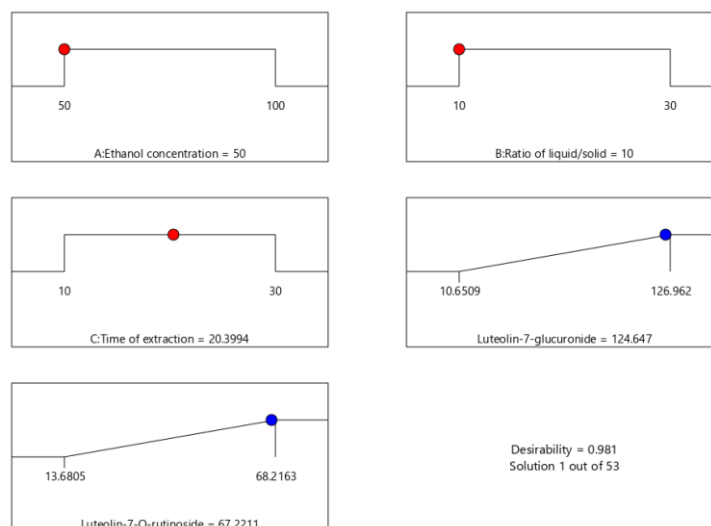 50 100
A:Ethanol concentration = 50
10 30
B:Ratio of liquid/solid = 10
10 30
C:Time of extraction = 20.3994
10.6509 126.962
Luteolin-7-glucuronide = 124.647
13.6805 68.2163
Luteolin-7-O-rutinoside = 67.2211
Desirability = 0.981
Solution 1 out of 53